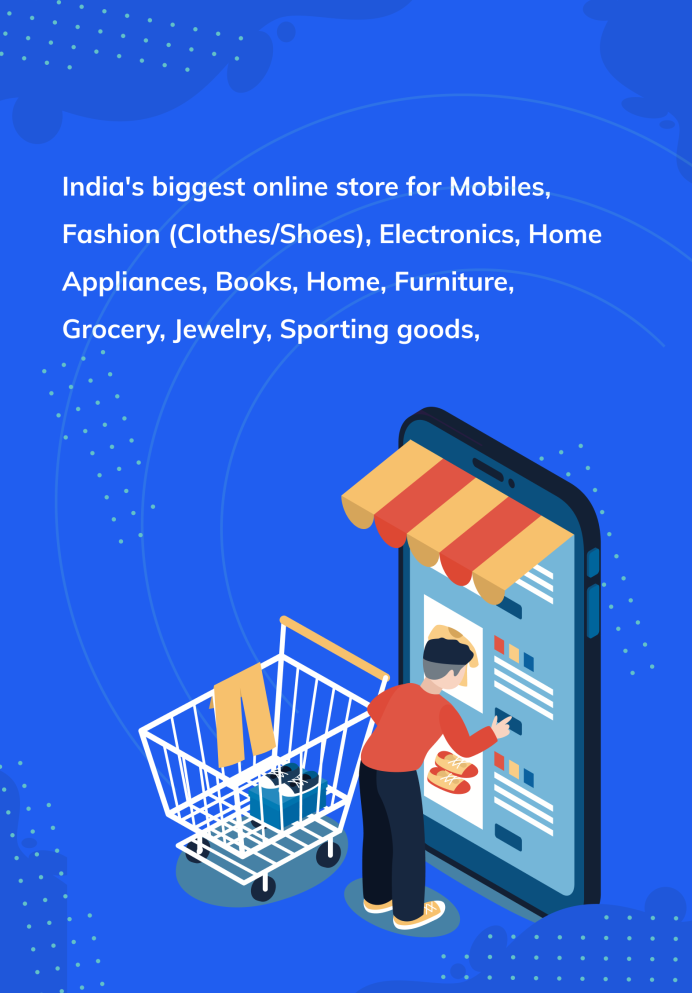 India's biggest online store for Mobiles,
Fashion (Clothes/Shoes), Electronics, Home
Appliances, Books, Home, Furniture,
Grocery, Jewelry, Sporting goods,